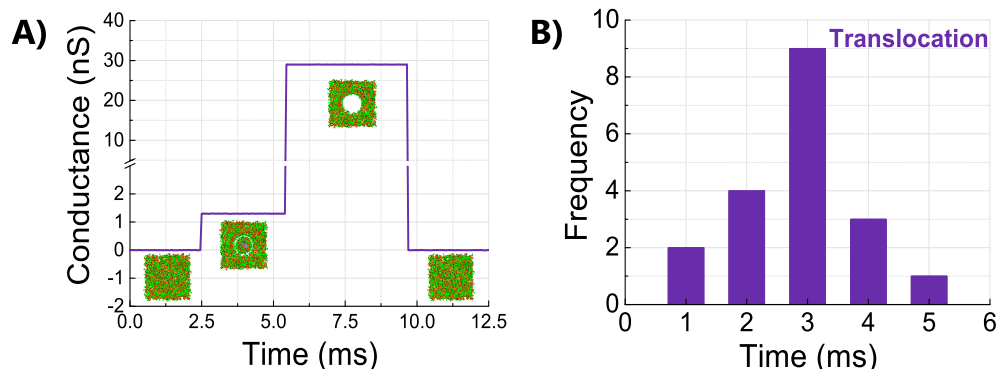 A)
Conductance (nS)
40
30
20
10
2
1
0
-1
-2
0.0 2.5 5.0 7.5 10.0 12.5
Time (ms)
B)
Translocation
Frequency
10
8
6
4
2
0
0 1 2 3 4 5 6
Time (ms)